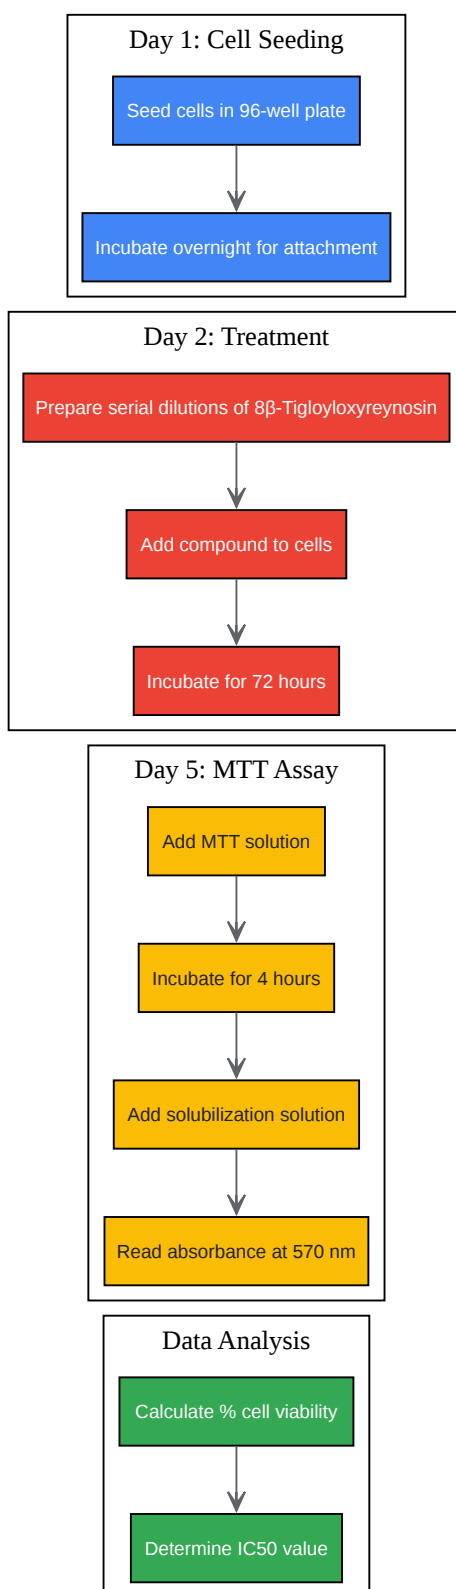 Day 1: Cell Seeding
Seed cells in 96-well plate
Incubate overnight for attachment
Day 2: Treatment
Prepare serial dilutions of 8β-Tigloyloxyreynosin
Add compound to cells
Incubate for 72 hours
Day 5: MTT Assay
Add MTT solution
Incubate for 4 hours
Add solubilization solution
Read absorbance at 570 nm
Data Analysis
Calculate % cell viability
Determine IC50 value